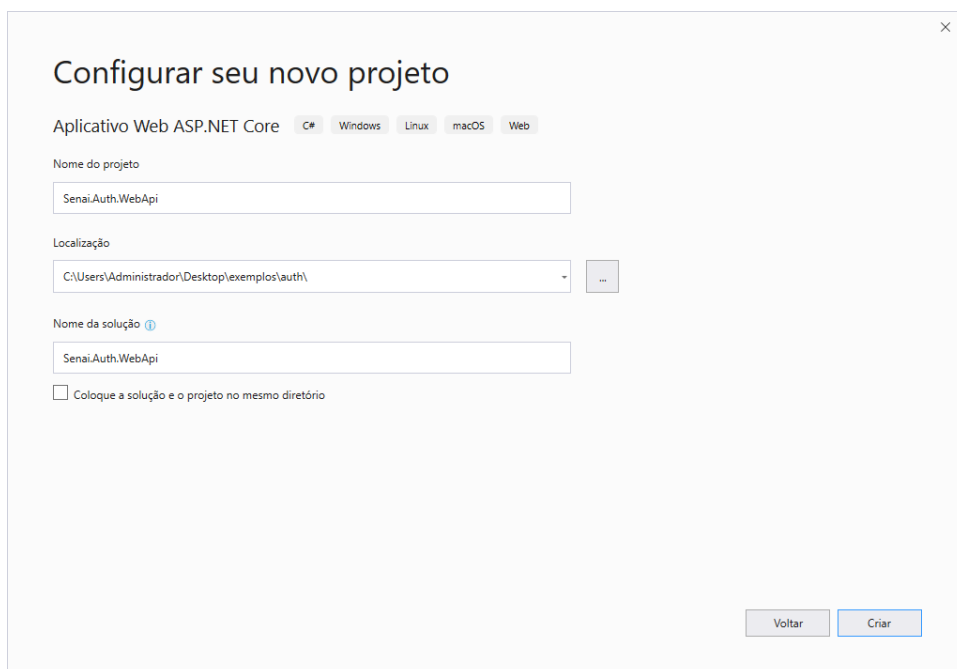 Configurar seu novo projeto
Aplicativo Web ASP.NET Core C# Windows Linux macOS Web
Nome do projeto
Senai.Auth.WebApi
Localização
C:\Users\Administrador\Desktop\exemplos\auth\
...
Nome da solução
Senai.Auth.WebApi
Coloque a solução e o projeto no mesmo diretório
Voltar Criar